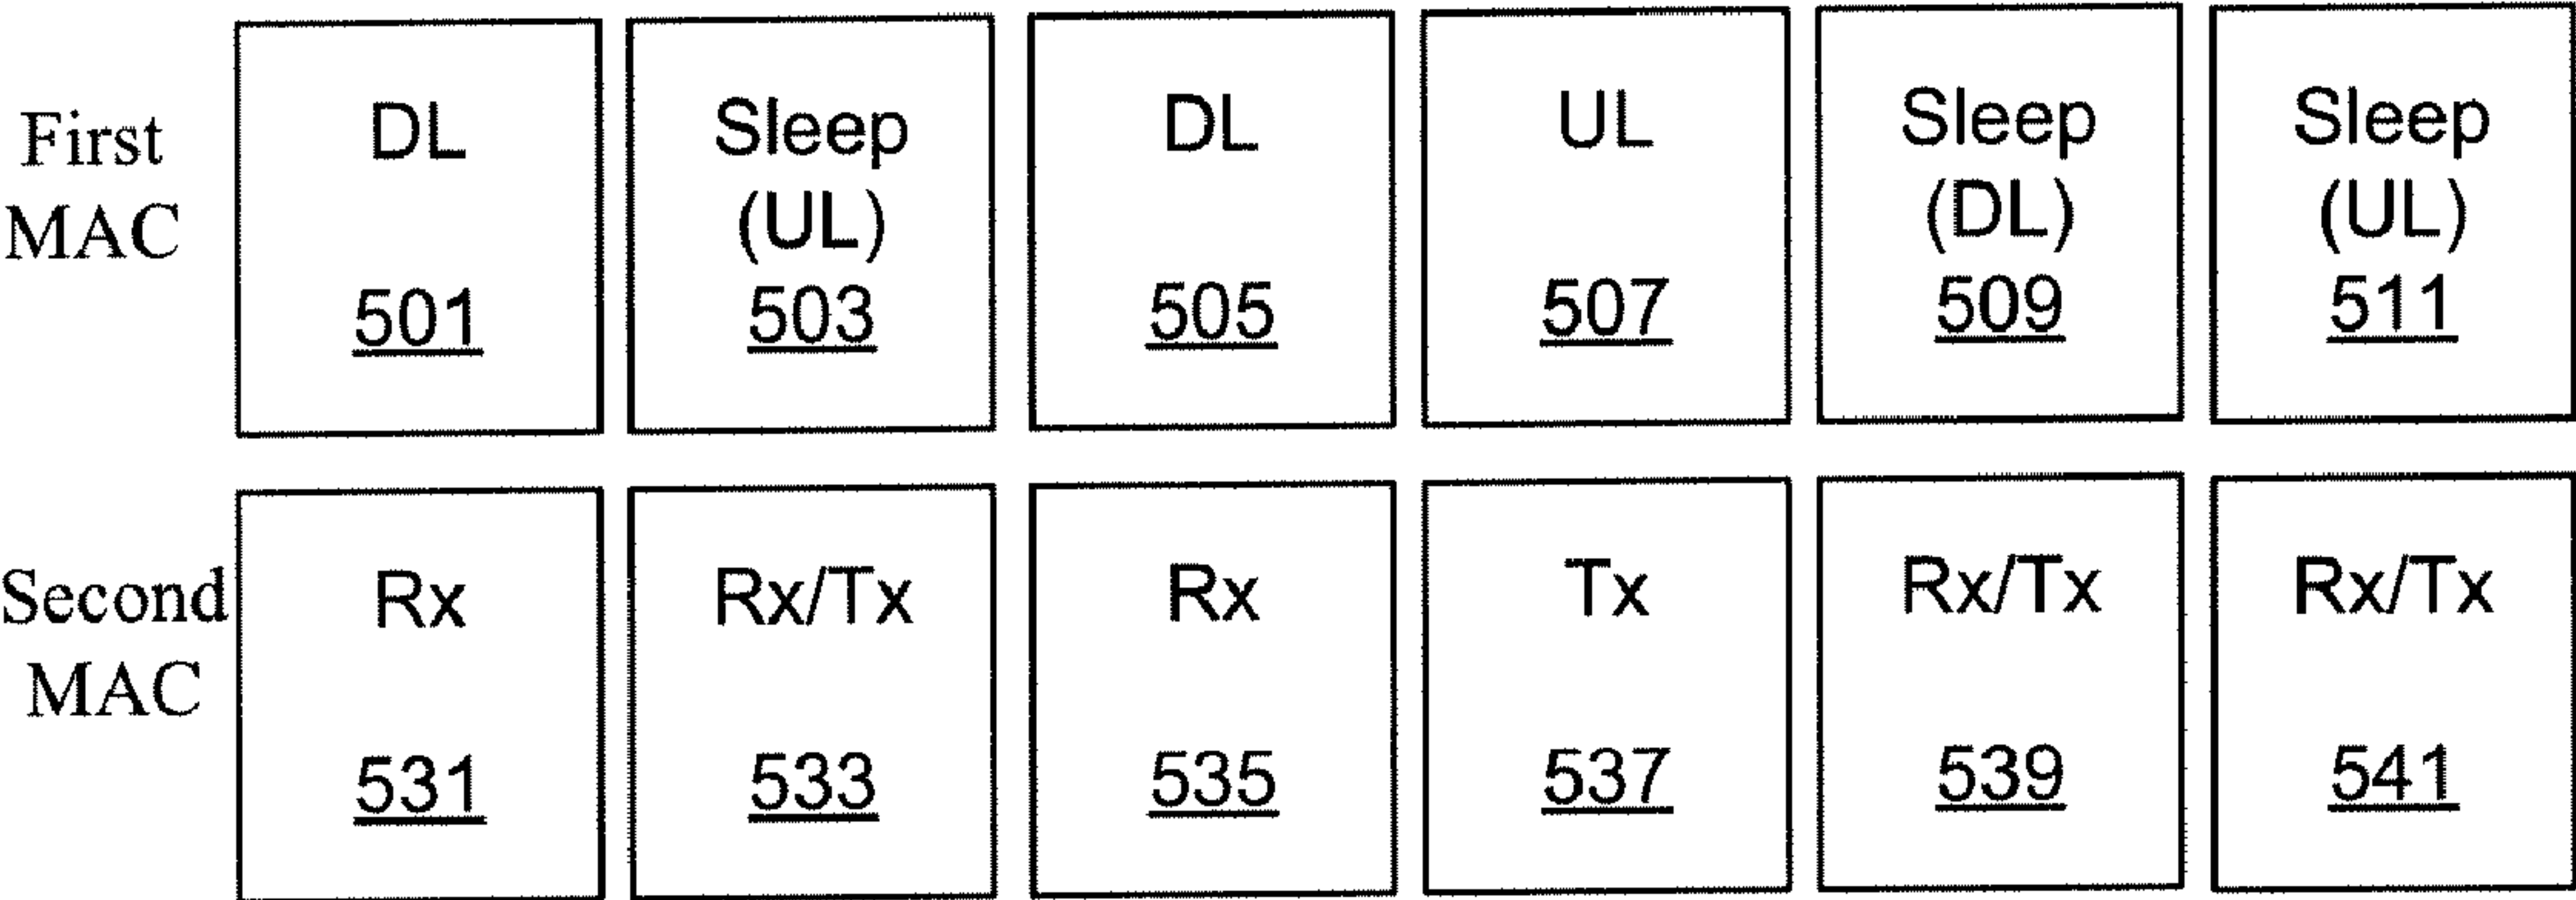 First
MAC
DL
501
Sleep
(UL)
503
DL
505
UL
507
Sleep
(DL)
509
Sleep
(UL)
511
Second
MAC
Rx
531
Rx/Tx
533
Rx
535
Tx
537
Rx/Tx
539
Rx/Tx
541